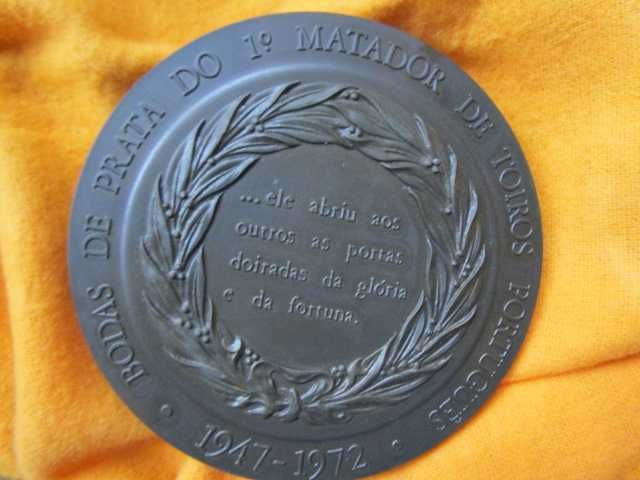 BODAS DE PRATA DO 1º MATADOR DE TOIROS PORTUGUÊS
...ele abriu aos
outros as portas
doiradas da glória
e da fortuna.
• 1947-1972 •